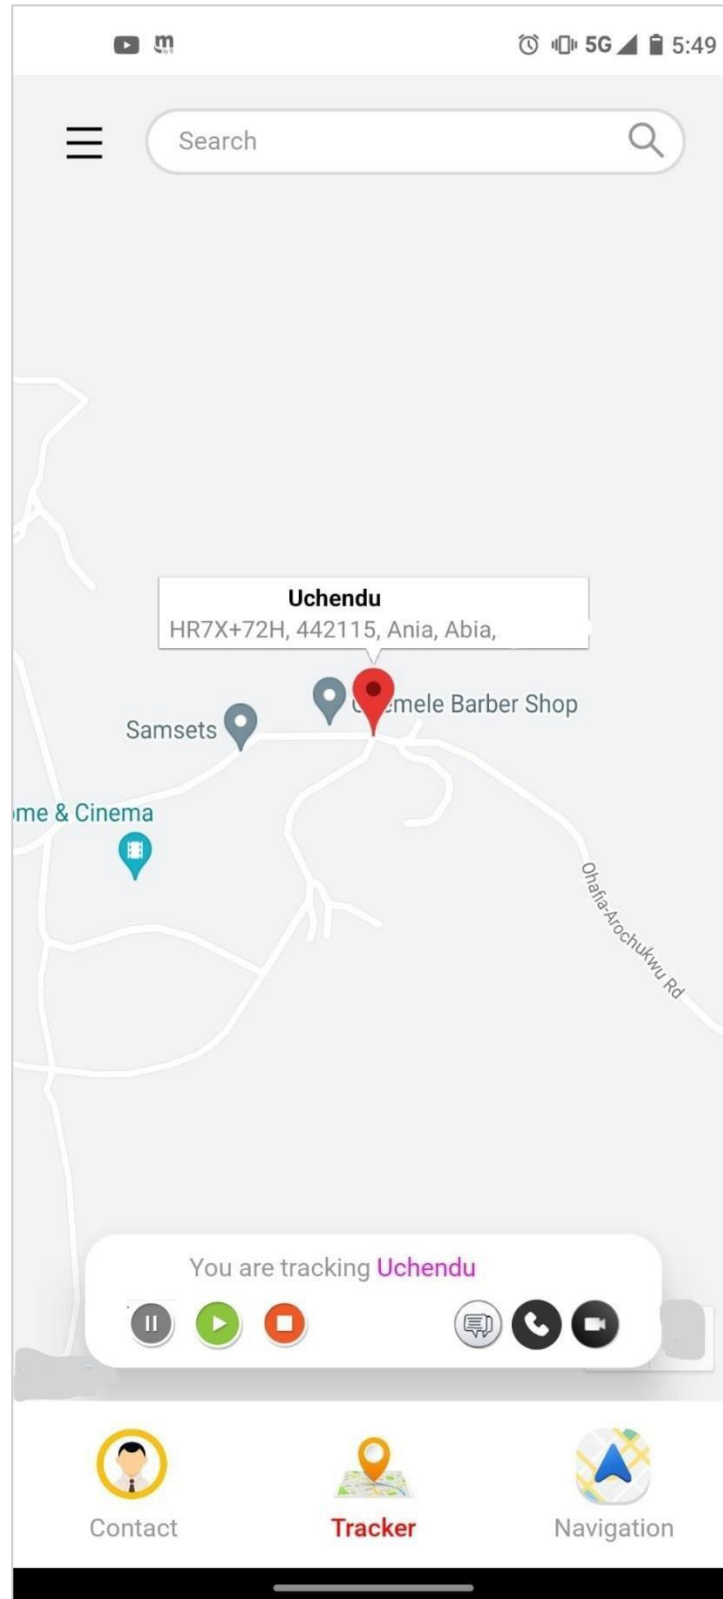 5G 5:49
Search
Uchendu
HR7X+72H, 442115, Ania, Abia,
emele Barber Shop
Samsets
me & Cinema
Ohafia-Arochukwu Rd
You are tracking Uchendu
Contact
Tracker
Navigation